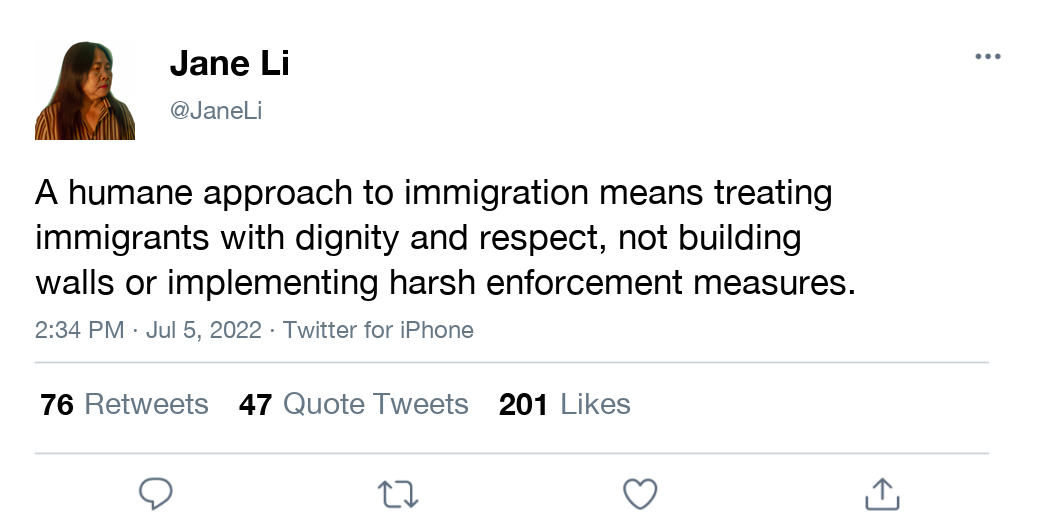 Jane Li
@JaneLi
A humane approach to immigration means treating
immigrants with dignity and respect, not building
walls or implementing harsh enforcement measures.
2:34 PM · Jul 5, 2022 · Twitter for iPhone
76 Retweets 47 Quote Tweets 201 Likes